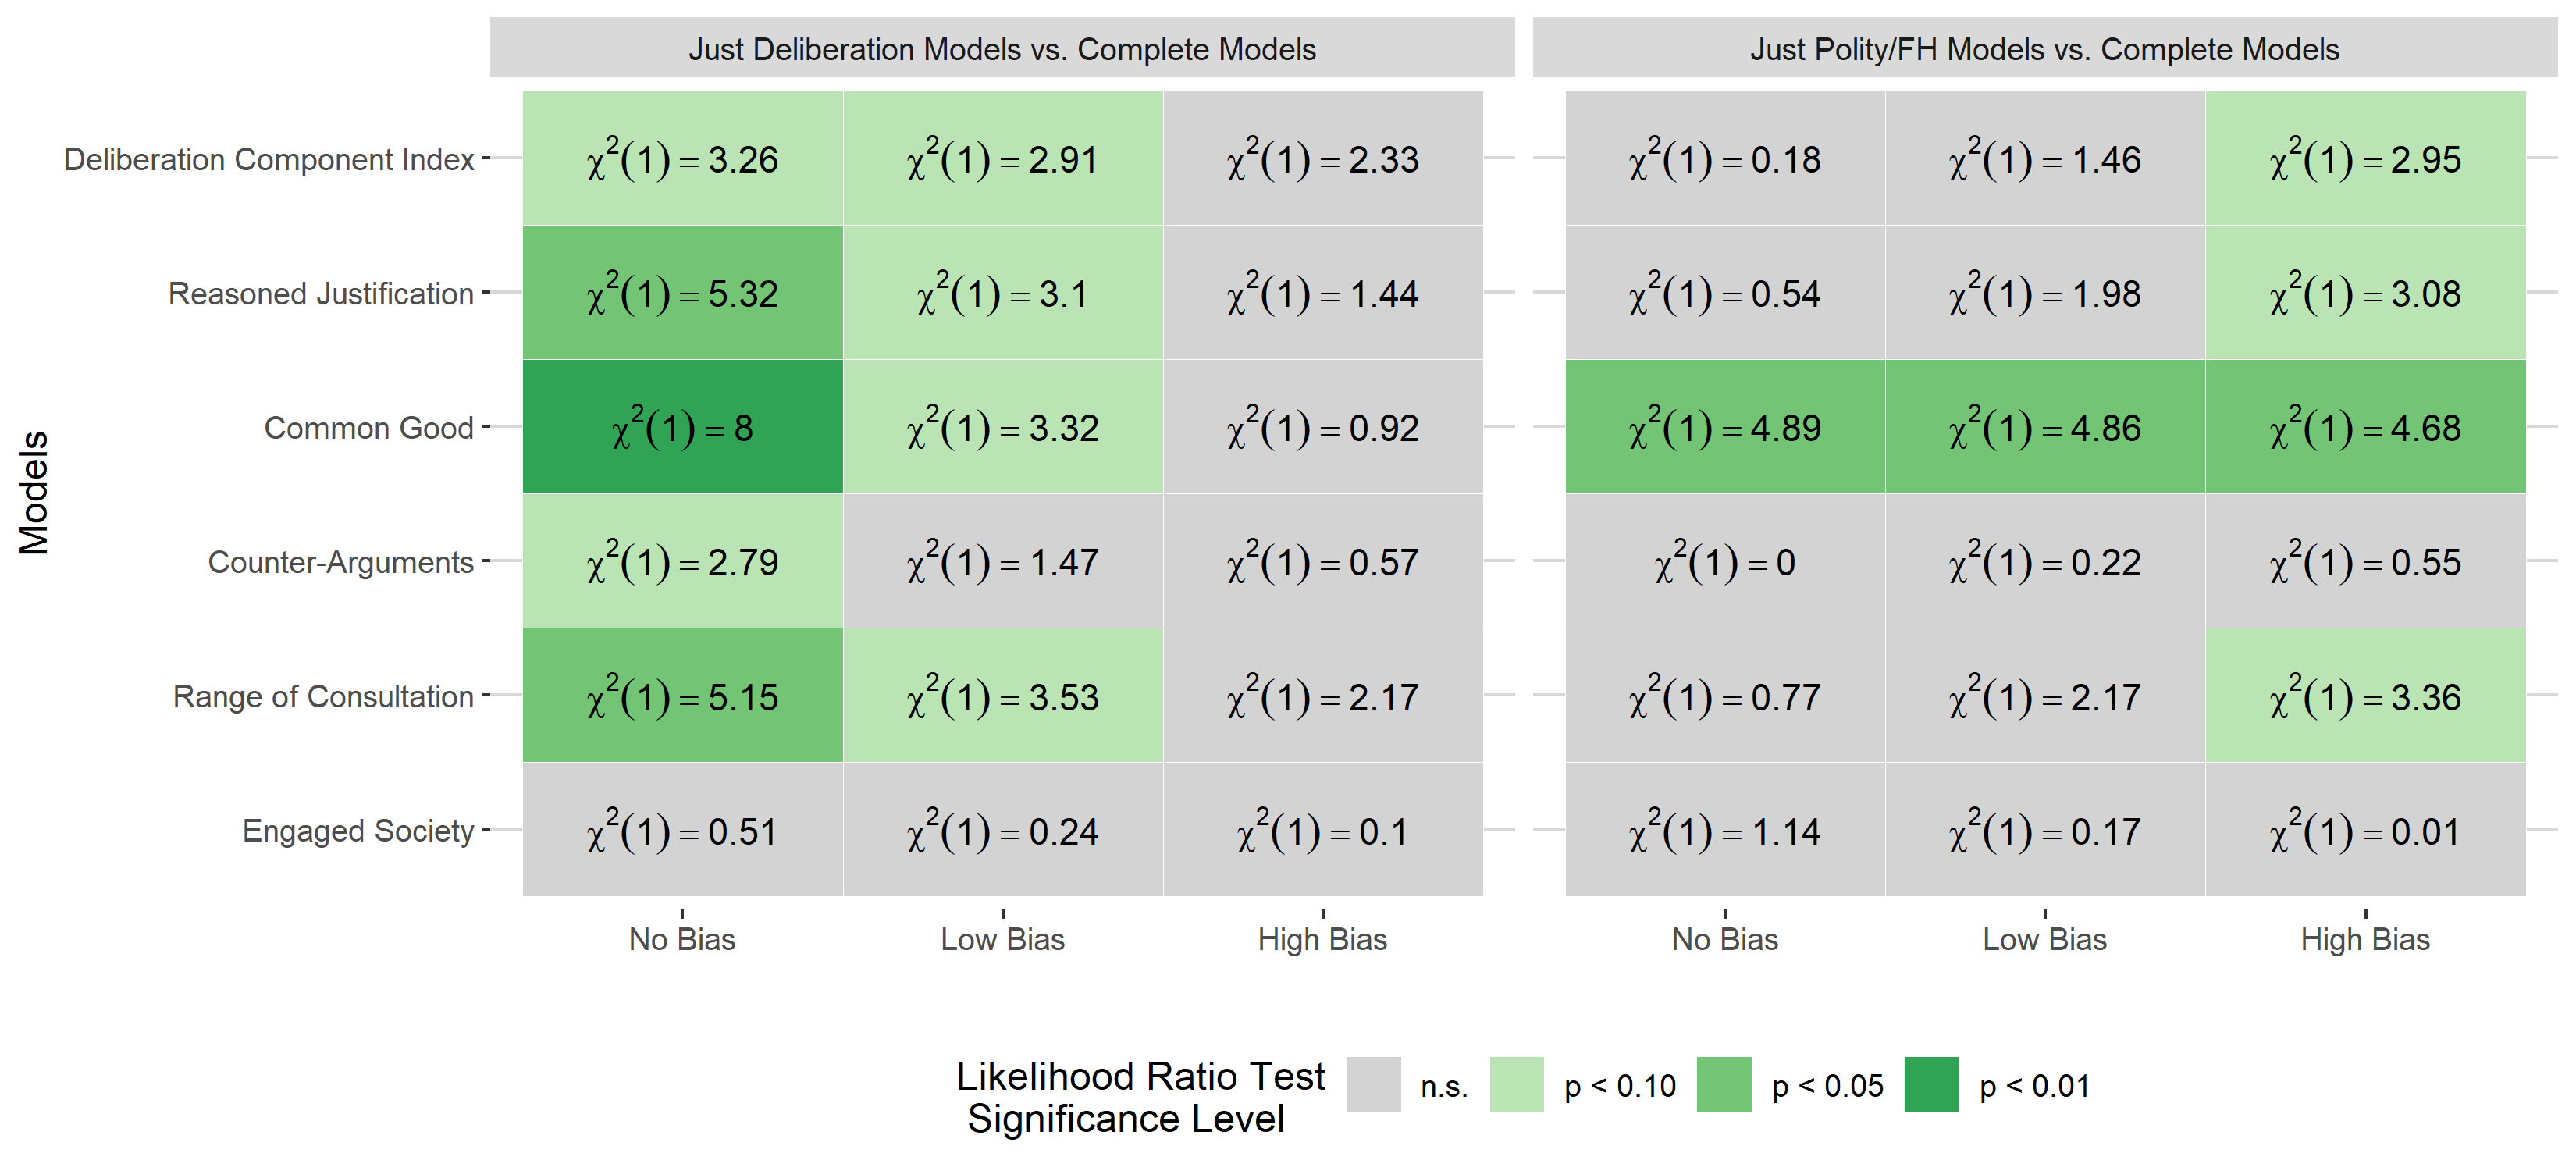 Just Deliberation Models vs. Complete Models
Just Polity/FH Models vs. Complete Models
Models
Deliberation Component Index
χ²(1) = 3.26
χ²(1) = 2.91
χ²(1) = 2.33
χ²(1) = 0.18
χ²(1) = 1.46
χ²(1) = 2.95
Reasoned Justification
χ²(1) = 5.32
χ²(1) = 3.1
χ²(1) = 1.44
χ²(1) = 0.54
χ²(1) = 1.98
χ²(1) = 3.08
Common Good
χ²(1) = 8
χ²(1) = 3.32
χ²(1) = 0.92
χ²(1) = 4.89
χ²(1) = 4.86
χ²(1) = 4.68
Counter-Arguments
χ²(1) = 2.79
χ²(1) = 1.47
χ²(1) = 0.57
χ²(1) = 0
χ²(1) = 0.22
χ²(1) = 0.55
Range of Consultation
χ²(1) = 5.15
χ²(1) = 3.53
χ²(1) = 2.17
χ²(1) = 0.77
χ²(1) = 2.17
χ²(1) = 3.36
Engaged Society
χ²(1) = 0.51
χ²(1) = 0.24
χ²(1) = 0.1
χ²(1) = 1.14
χ²(1) = 0.17
χ²(1) = 0.01
No Bias
Low Bias
High Bias
No Bias
Low Bias
High Bias
Likelihood Ratio Test
Significance Level
n.s.
p < 0.10
p < 0.05
p < 0.01